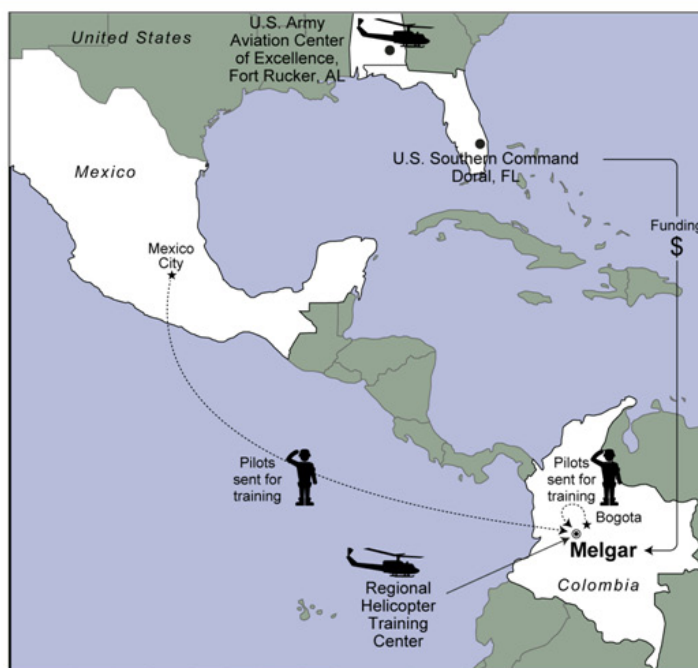 United States
U.S. Army
Aviation Center
of Excellence,
Fort Rucker, AL
Mexico
U.S. Southern Command
Doral, FL
Funding
$
Mexico
City
Pilots
sent for
training
Pilots
sent for
training
Bogota
Melgar
Regional
Helicopter
Training
Center
Colombia